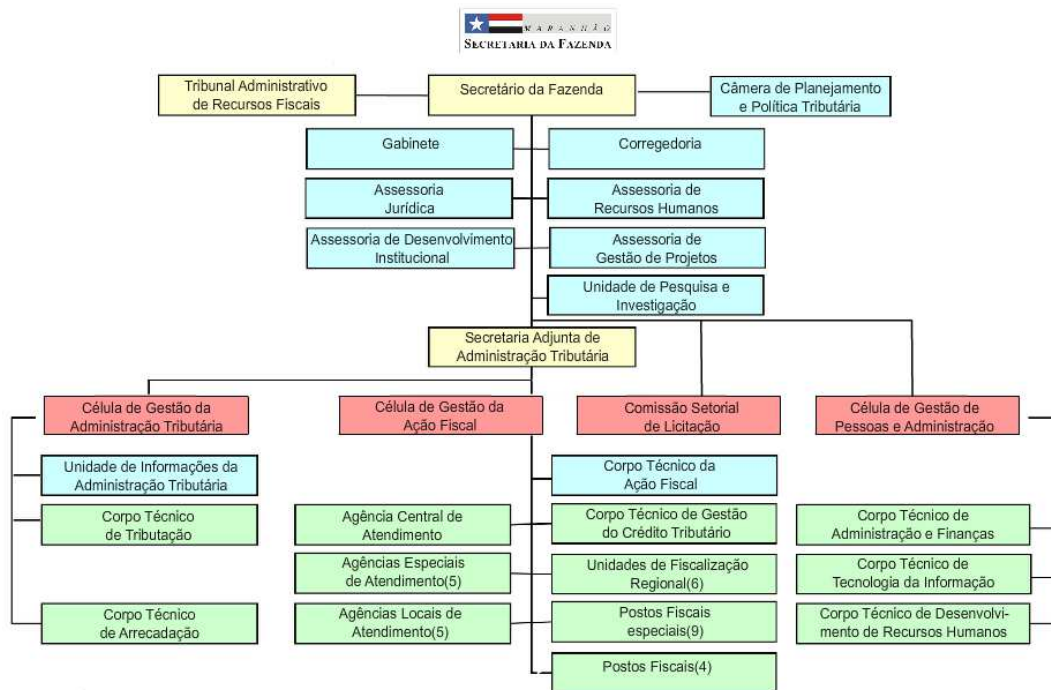 MARANHÃO
SECRETARIA DA FAZENDA
Tribunal Administrativo
de Recursos Fiscais
Secretário da Fazenda
Câmera de Planejamento
e Política Tributária
Gabinete
Corregedoria
Assessoria
Jurídica
Assessoria de
Recursos Humanos
Assessoria de Desenvolvimento
Institucional
Assessoria de
Gestão de Projetos
Unidade de Pesquisa e
Investigação
Secretaria Adjunta de
Administração Tributária
Célula de Gestão da
Administração Tributária
Célula de Gestão da
Ação Fiscal
Comissão Setorial
de Licitação
Célula de Gestão de
Pessoas e Administração
Unidade de Informações da
Administração Tributária
Corpo Técnico da
Ação Fiscal
Corpo Técnico
de Tributação
Agência Central de
Atendimento
Corpo Técnico de Gestão
do Crédito Tributário
Corpo Técnico de
Administração e Finanças
Agências Especiais
de Atendimento(5)
Unidades de Fiscalização
Regional(6)
Corpo Técnico de
Tecnologia da Informação
Corpo Técnico
de Arrecadação
Agências Locais de
Atendimento(5)
Postos Fiscais
especiais(9)
Corpo Técnico de Desenvolvi-
mento de Recursos Humanos
Postos Fiscais(4)